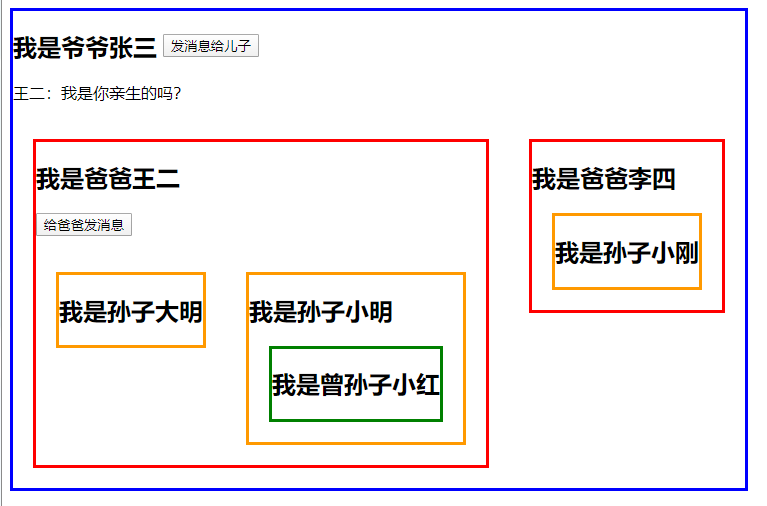 我是爷爷张三 发消息给儿子
王二：我是你亲生的吗?
我是爸爸王二
给爸爸发消息
我是孙子大明
我是孙子小明
我是曾孙子小红
我是爸爸李四
我是孙子小刚